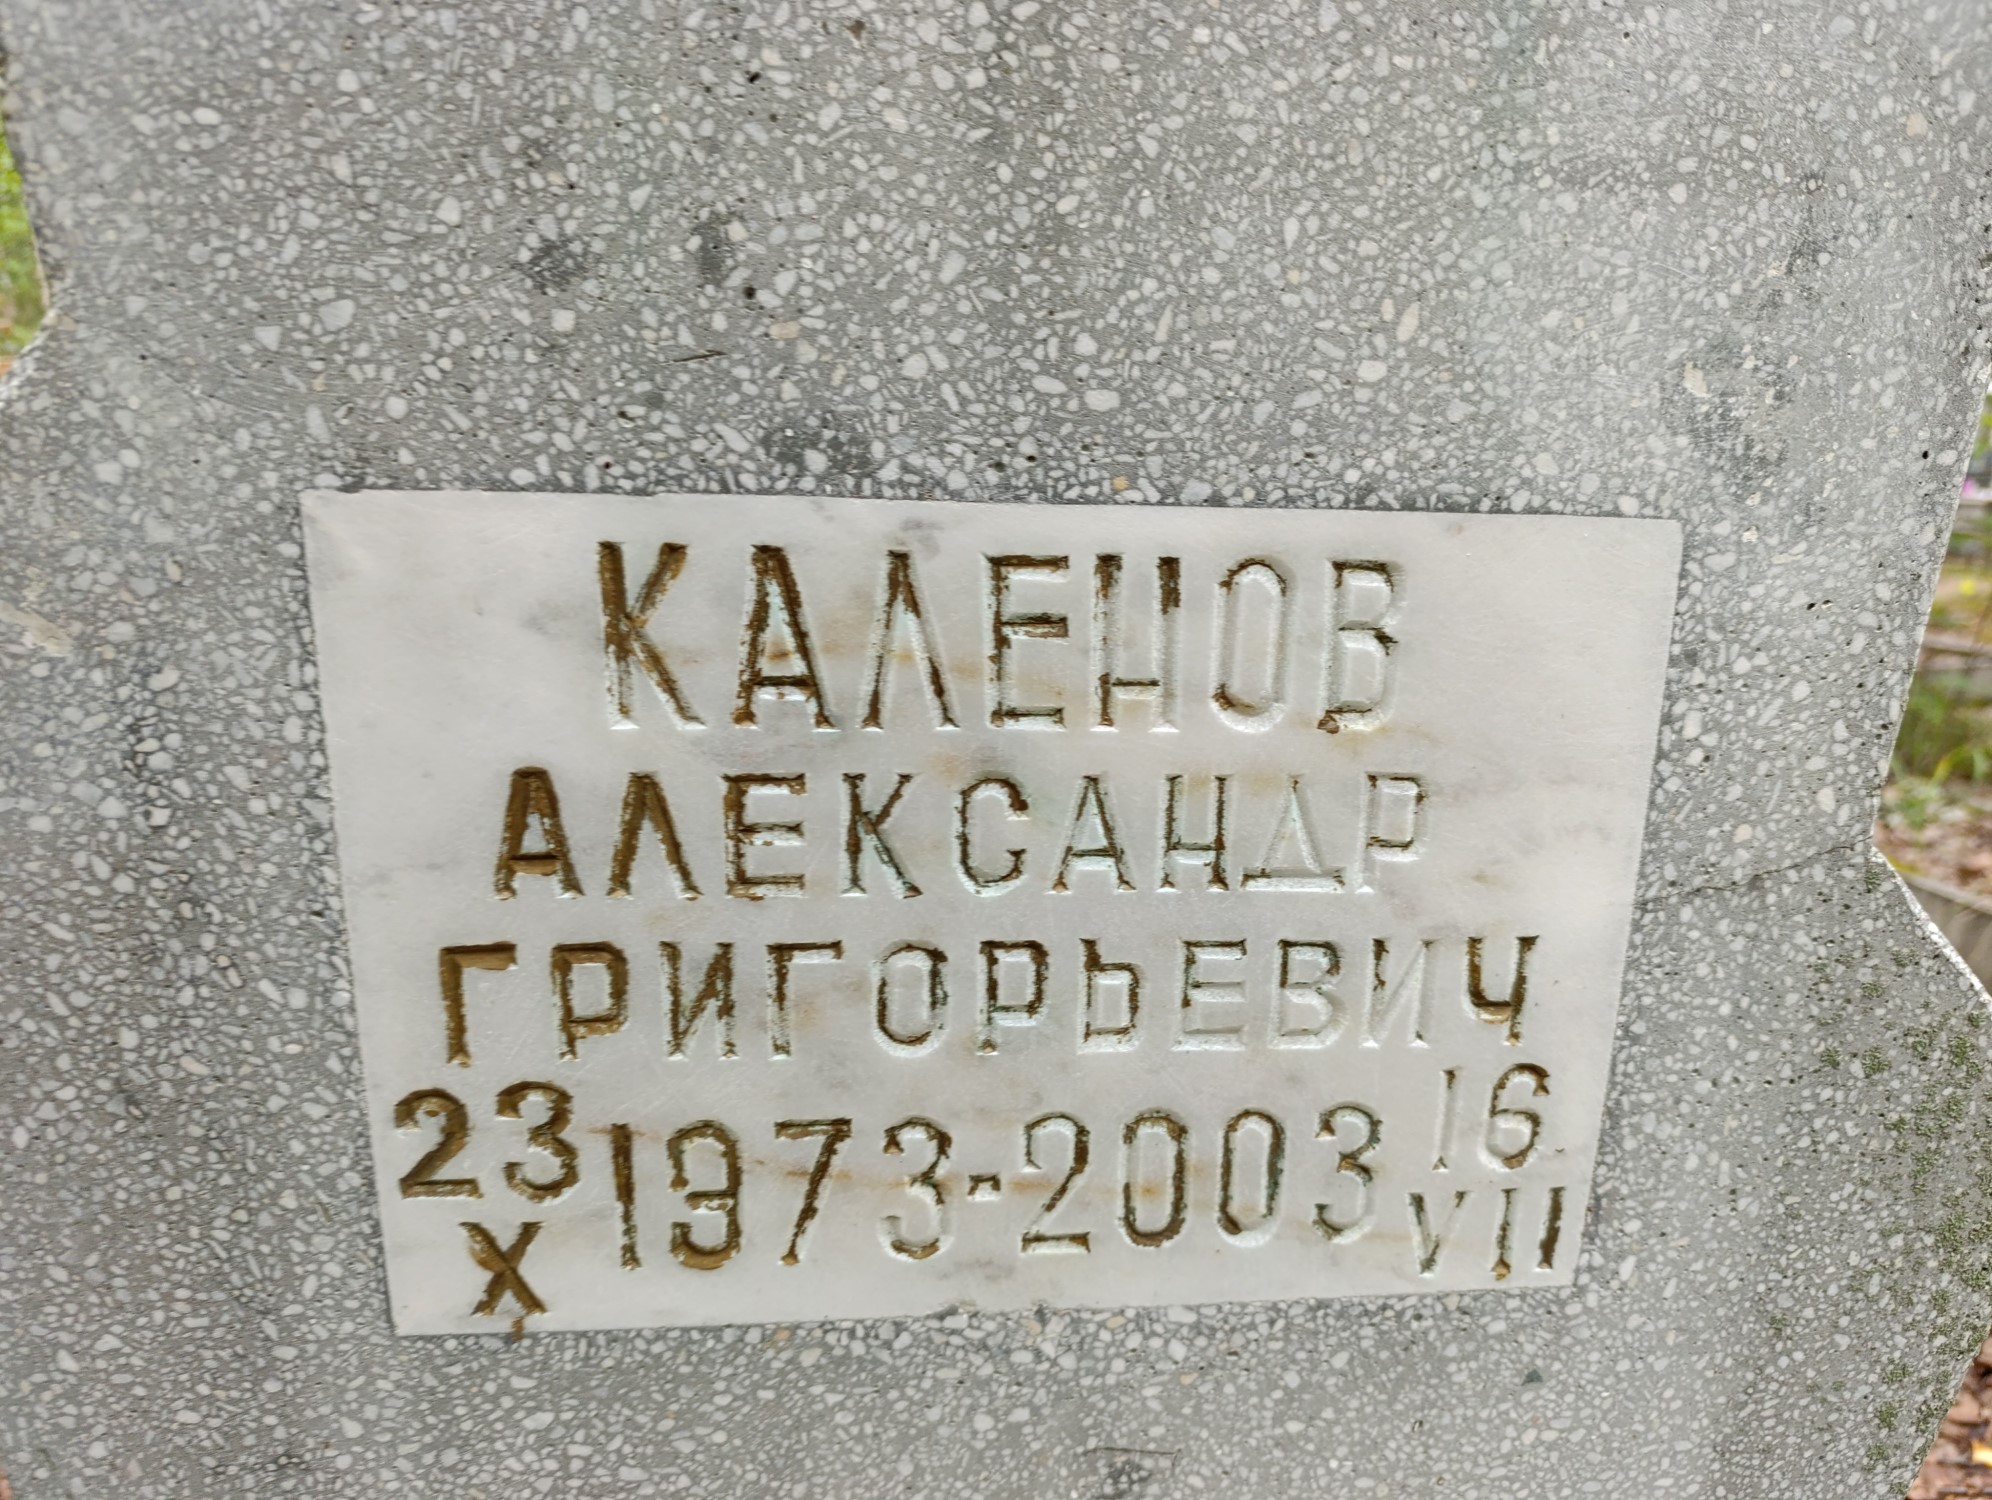 КАЛЕНОВ
АЛЕКСАНДР
ГРИГОРЬЕВИЧ
23 1973-2003 16
X VII